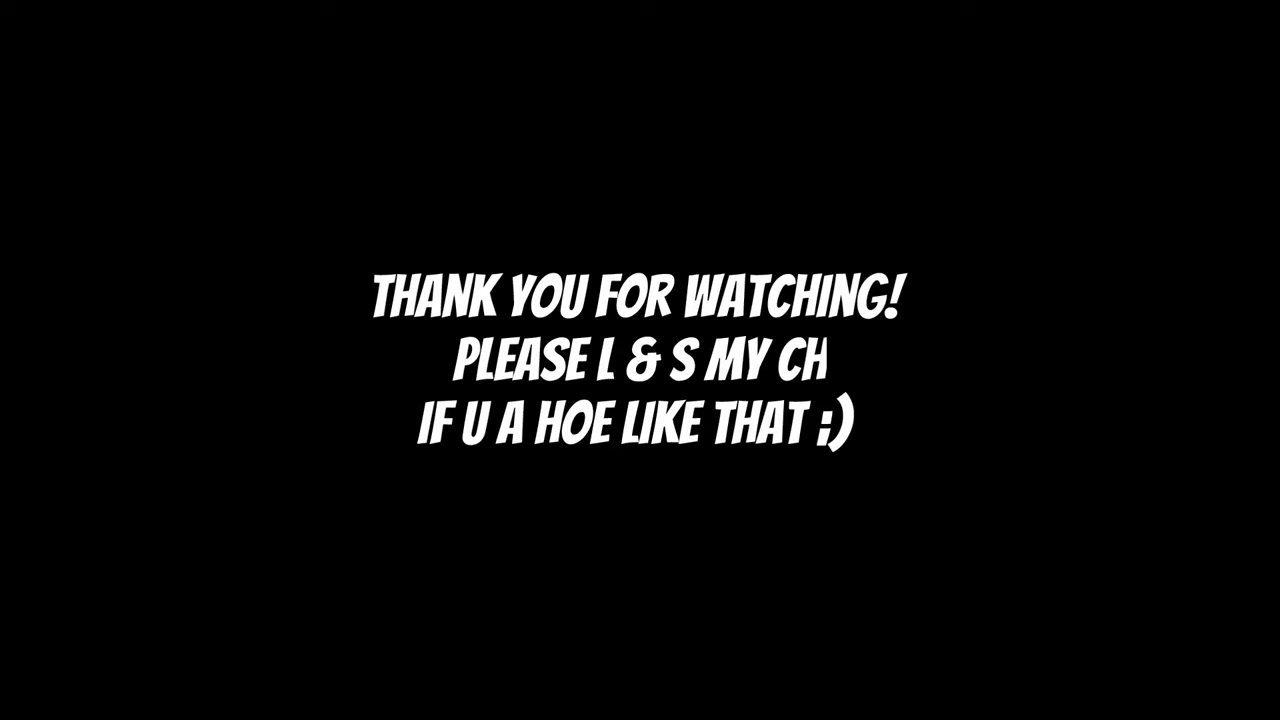 THANK YOU FOR WATCHING!
PLEASE L & S MY CH
IF U A HOE LIKE THAT ;)